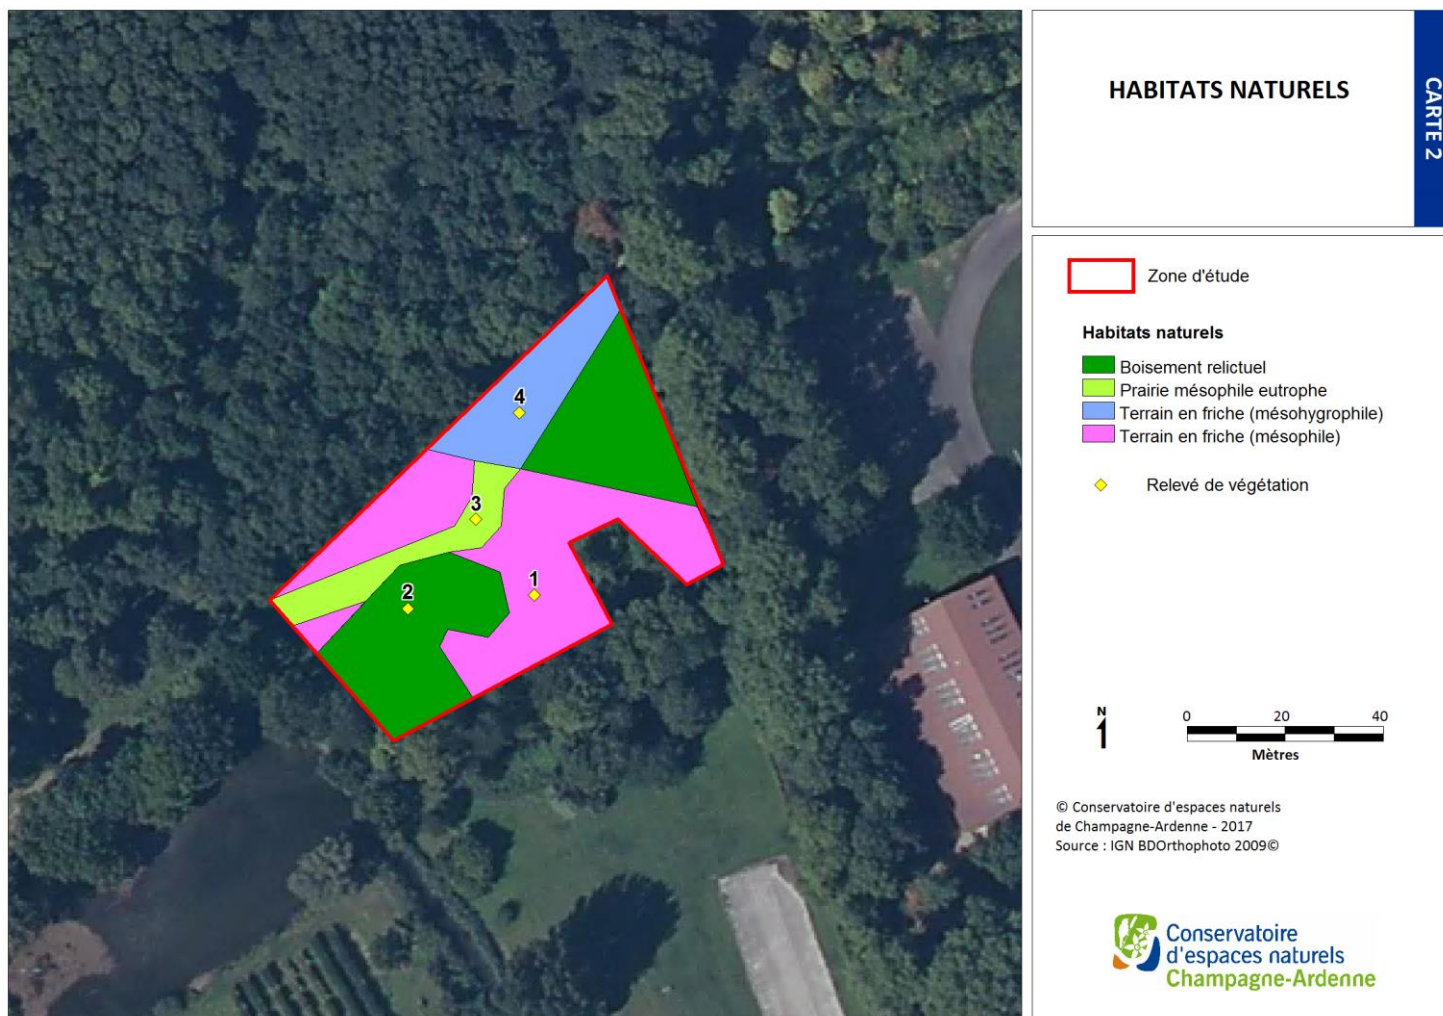 HABITATS NATURELS
CARTE 2
Zone d'étude
Habitats naturels
Boisement relictuel
Prairie mésophile eutrophe
Terrain en friche (mésohygrophile)
Terrain en friche (mésophile)
Relevé de végétation
4
3
2
1
N
0 20 40
Mètres
© Conservatoire d'espaces naturels
de Champagne-Ardenne - 2017
Source : IGN BDOrthophoto 2009©
Conservatoire
d'espaces naturels
Champagne-Ardenne